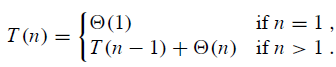 T(n) = { Θ(1) if n = 1 ,
T(n − 1) + Θ(n) if n > 1 .